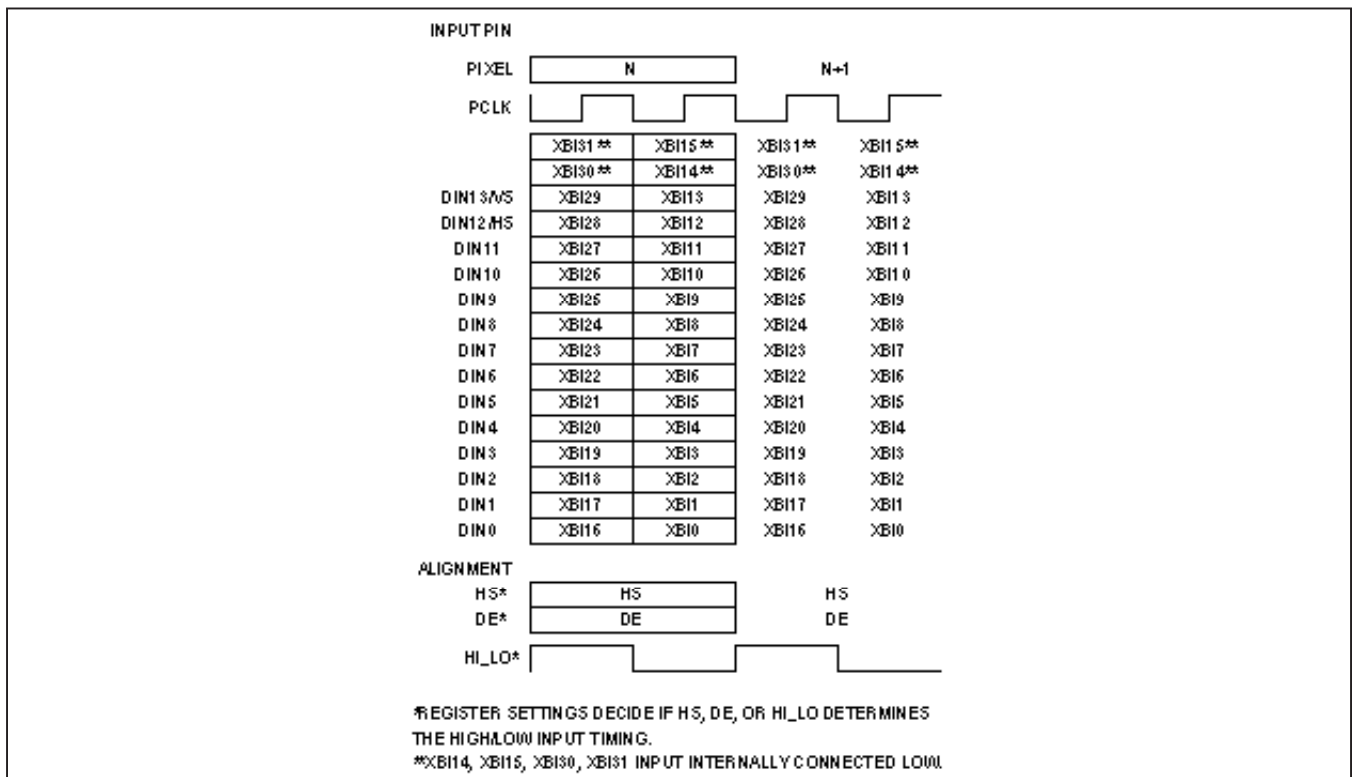 INPUT PIN
PIXEL N N+1
PCLK
XBI31** XBI15** XBI31** XBI15**
XBI30** XBI14** XBI30** XBI14**
DIN13/VS XBI29 XBI13 XBI29 XBI13
DIN12/HS XBI28 XBI12 XBI28 XBI12
DIN11 XBI27 XBI11 XBI27 XBI11
DIN10 XBI26 XBI10 XBI26 XBI10
DIN9 XBI25 XBI9 XBI25 XBI9
DIN8 XBI24 XBI8 XBI24 XBI8
DIN7 XBI23 XBI7 XBI23 XBI7
DIN6 XBI22 XBI6 XBI22 XBI6
DIN5 XBI21 XBI5 XBI21 XBI5
DIN4 XBI20 XBI4 XBI20 XBI4
DIN3 XBI19 XBI3 XBI19 XBI3
DIN2 XBI18 XBI2 XBI18 XBI2
DIN1 XBI17 XBI1 XBI17 XBI1
DIN0 XBI16 XBI0 XBI16 XBI0
ALIGNMENT
HS* HS HS
DE* DE DE
HI_LO*
*REGISTER SETTINGS DECIDE IF HS, DE, OR HI_LO DETERMINES
THE HIGH/LOW INPUT TIMING.
**XBI14, XBI15, XBI30, XBI31 INPUT INTERNALLY CONNECTED LOW.